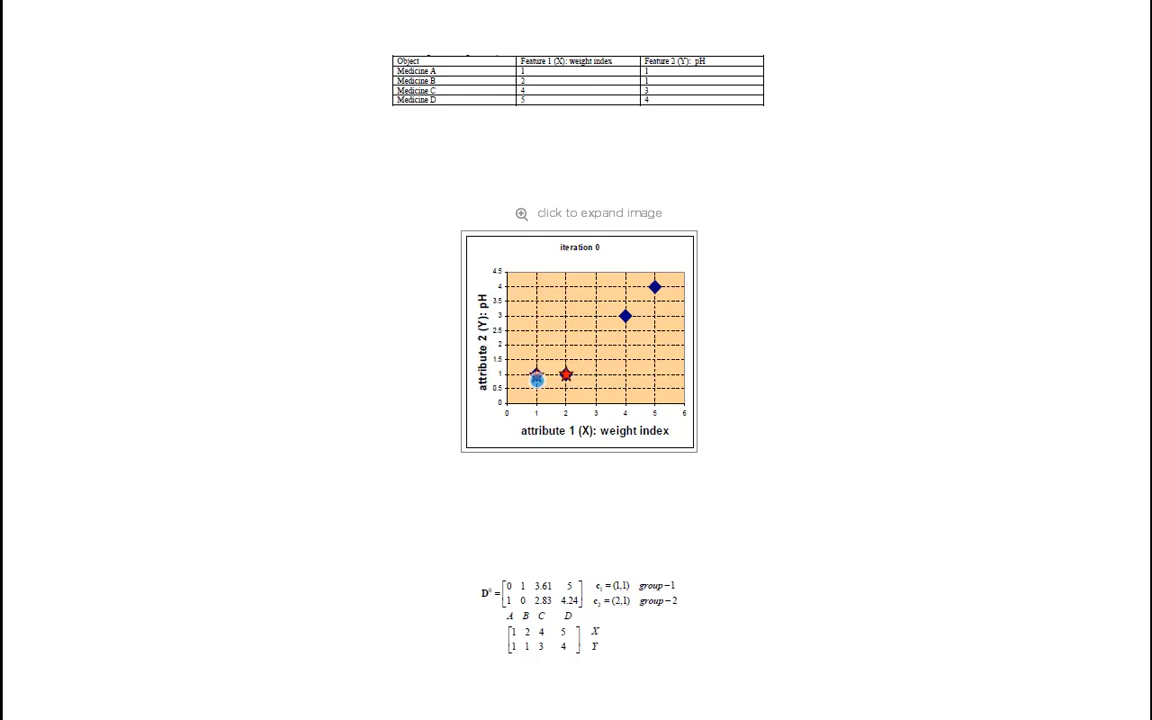 Object Feature 1 (X): weight index Feature 2 (Y): pH
Medicine A 1 1
Medicine B 2 1
Medicine C 4 3
Medicine D 5 4
click to expand image
iteration 0
attribute 2 (Y): pH
4.5
4
3.5
3
2.5
2
1.5
1
0.5
0
0 1 2 3 4 5 6
attribute 1 (X): weight index
D⁰ = [0 1 3.61 5] c₁ = (1,1) group−1
[1 0 2.83 4.24] c₂ = (2,1) group−2
A B C D
[1 2 4 5] X
[1 1 3 4] Y